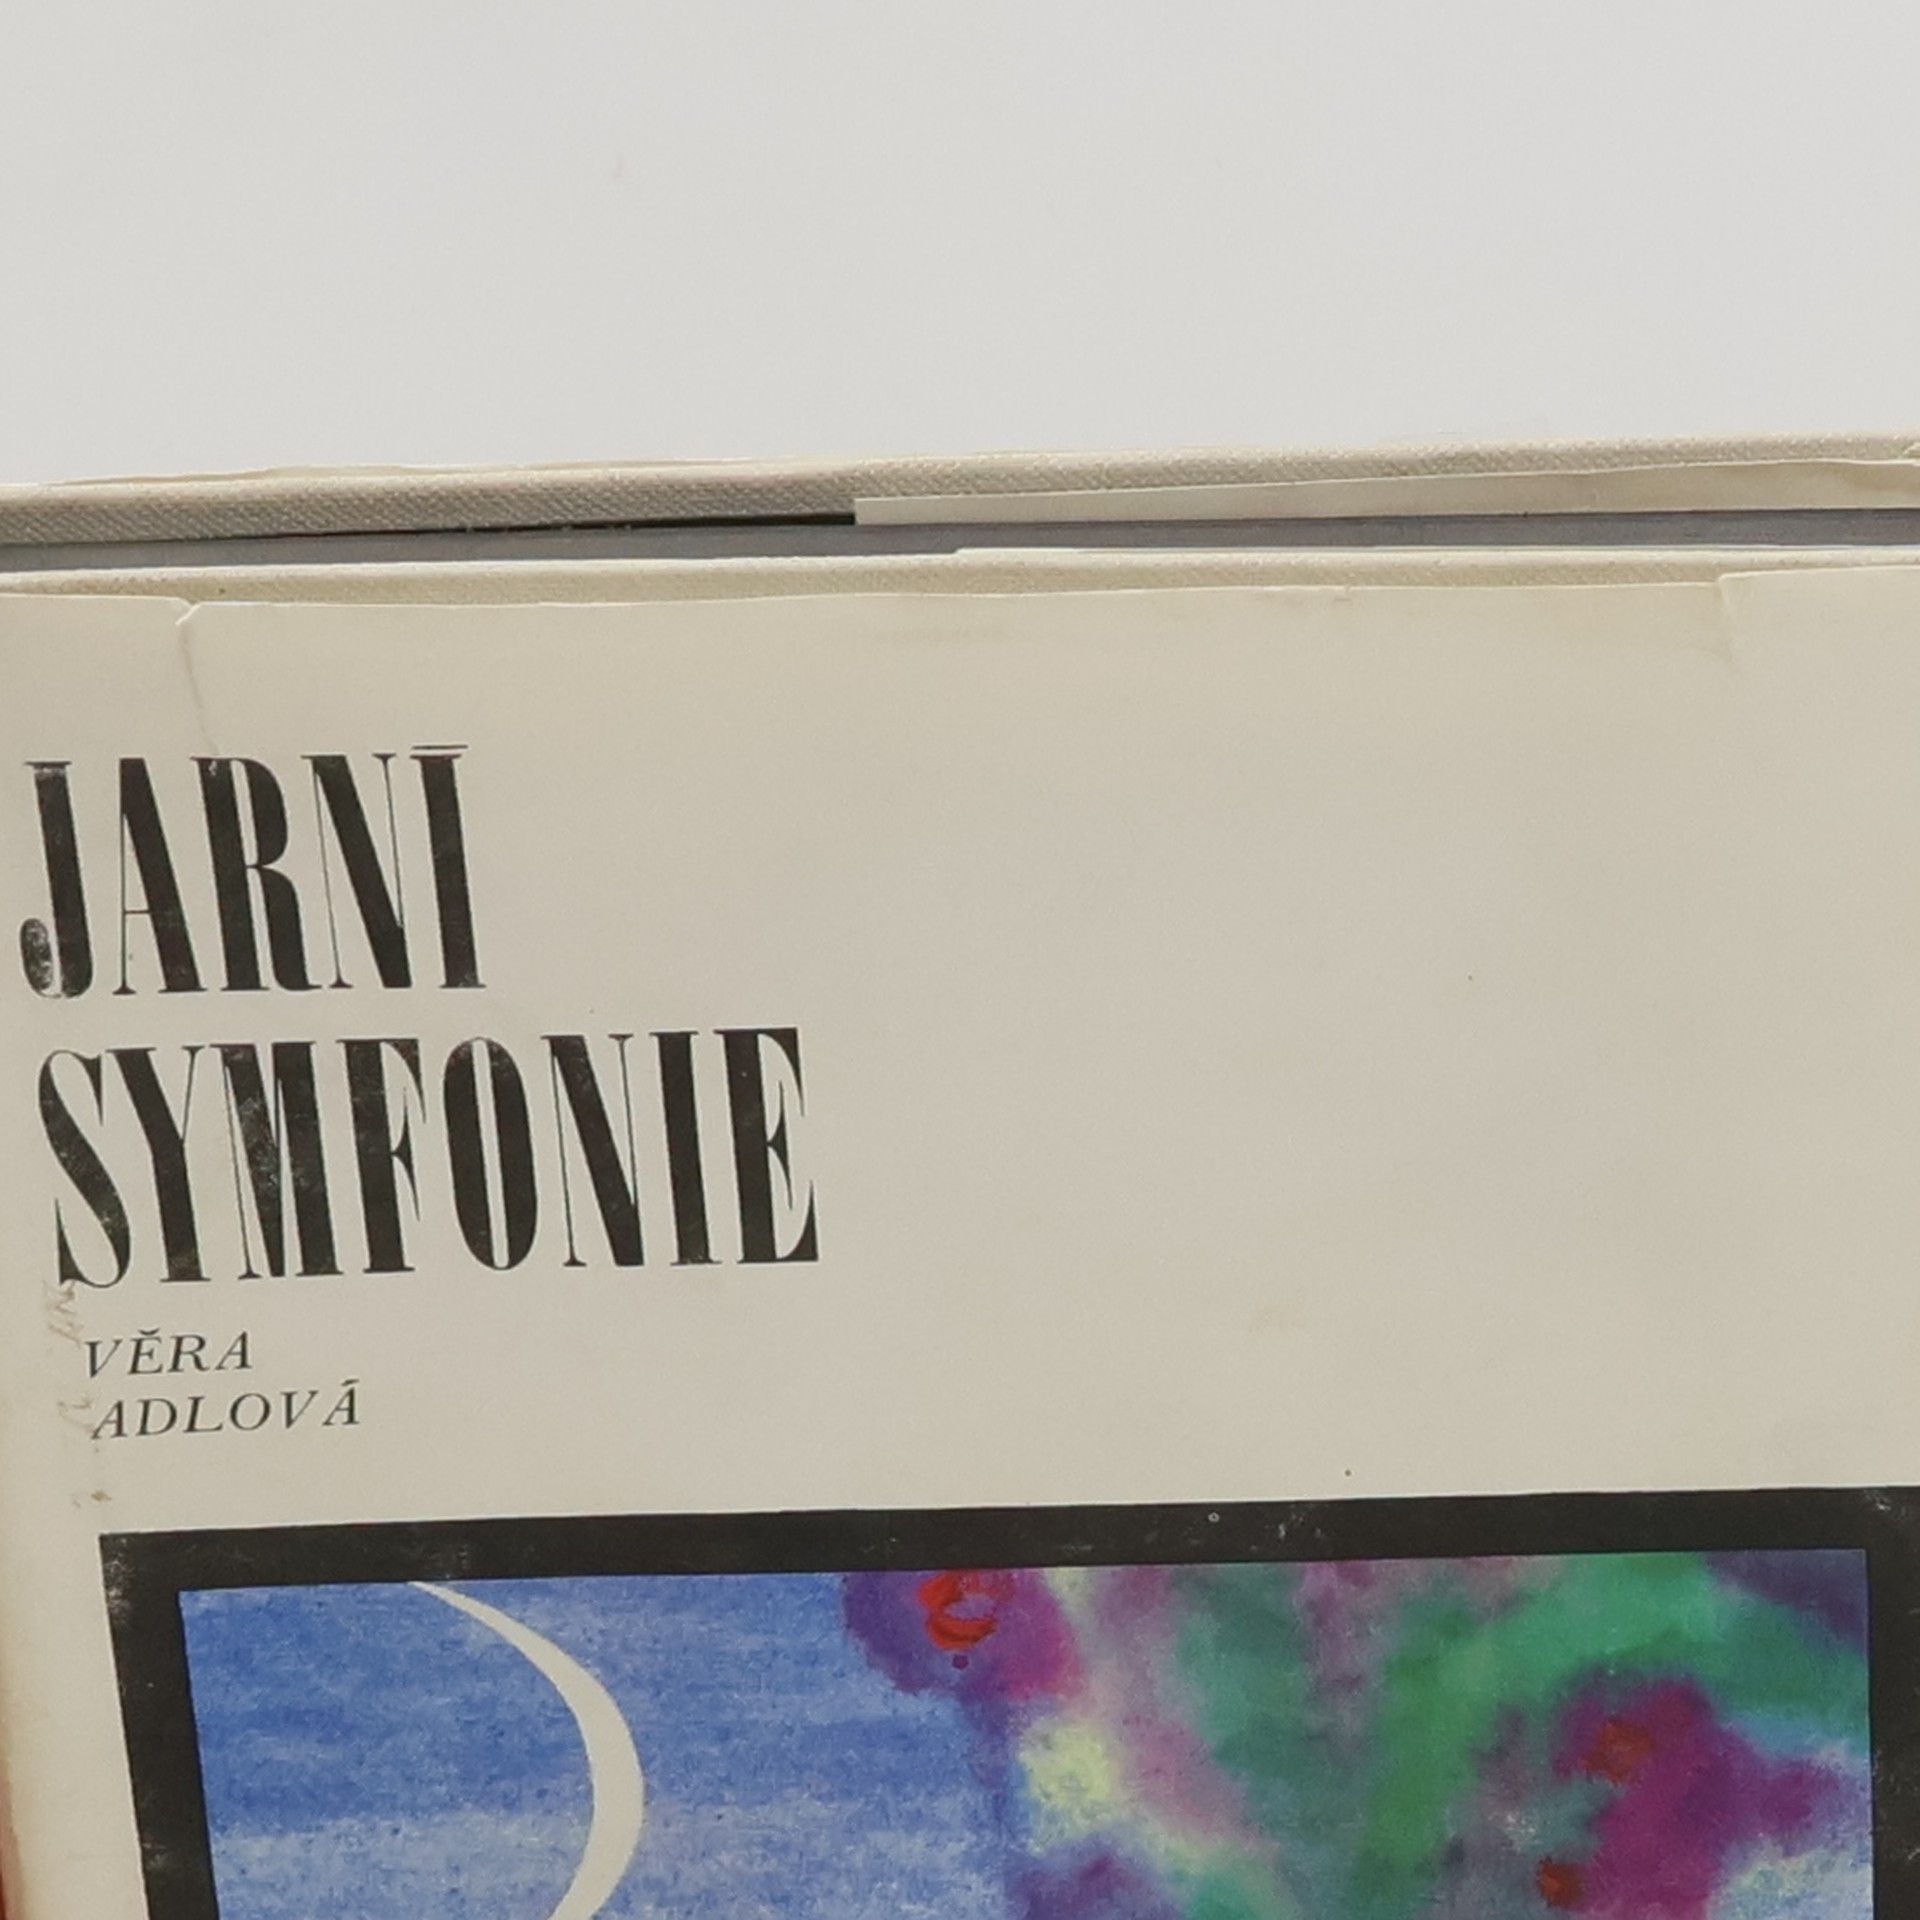 JARNÍ
SYMFONIE
VĚRA
ADLOVÁ